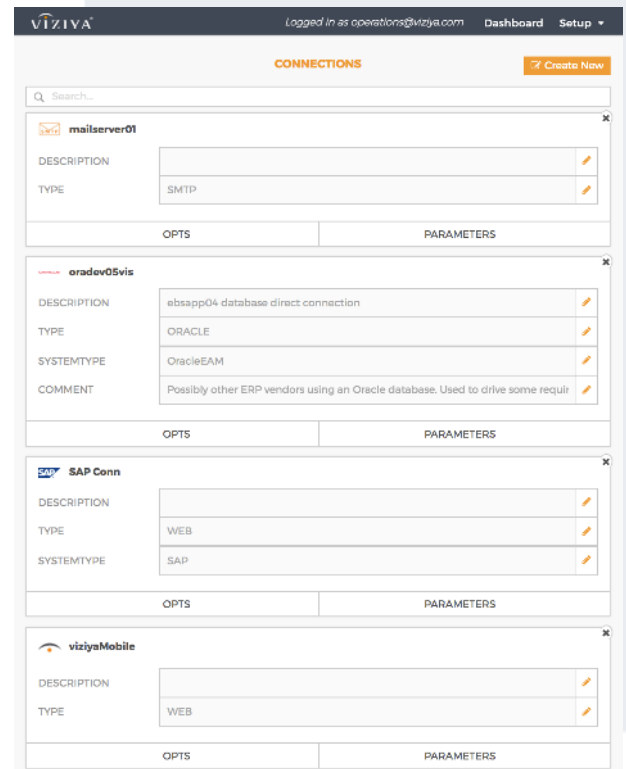 VIZIYA Logged in as operations@viziya.com Dashboard Setup
CONNECTIONS Create New
Search...
SMTP mailserver01
DESCRIPTION
TYPE SMTP
OPTS PARAMETERS
ORACLE oradev05vis
DESCRIPTION ebsapp04 database direct connection
TYPE ORACLE
SYSTEMTYPE OracleEAM
COMMENT Possibly other ERP vendors using an Oracle database. Used to drive some requir
OPTS PARAMETERS
SAP SAP Conn
DESCRIPTION
TYPE WEB
SYSTEMTYPE SAP
OPTS PARAMETERS
viziyaMobile
DESCRIPTION
TYPE WEB
OPTS PARAMETERS